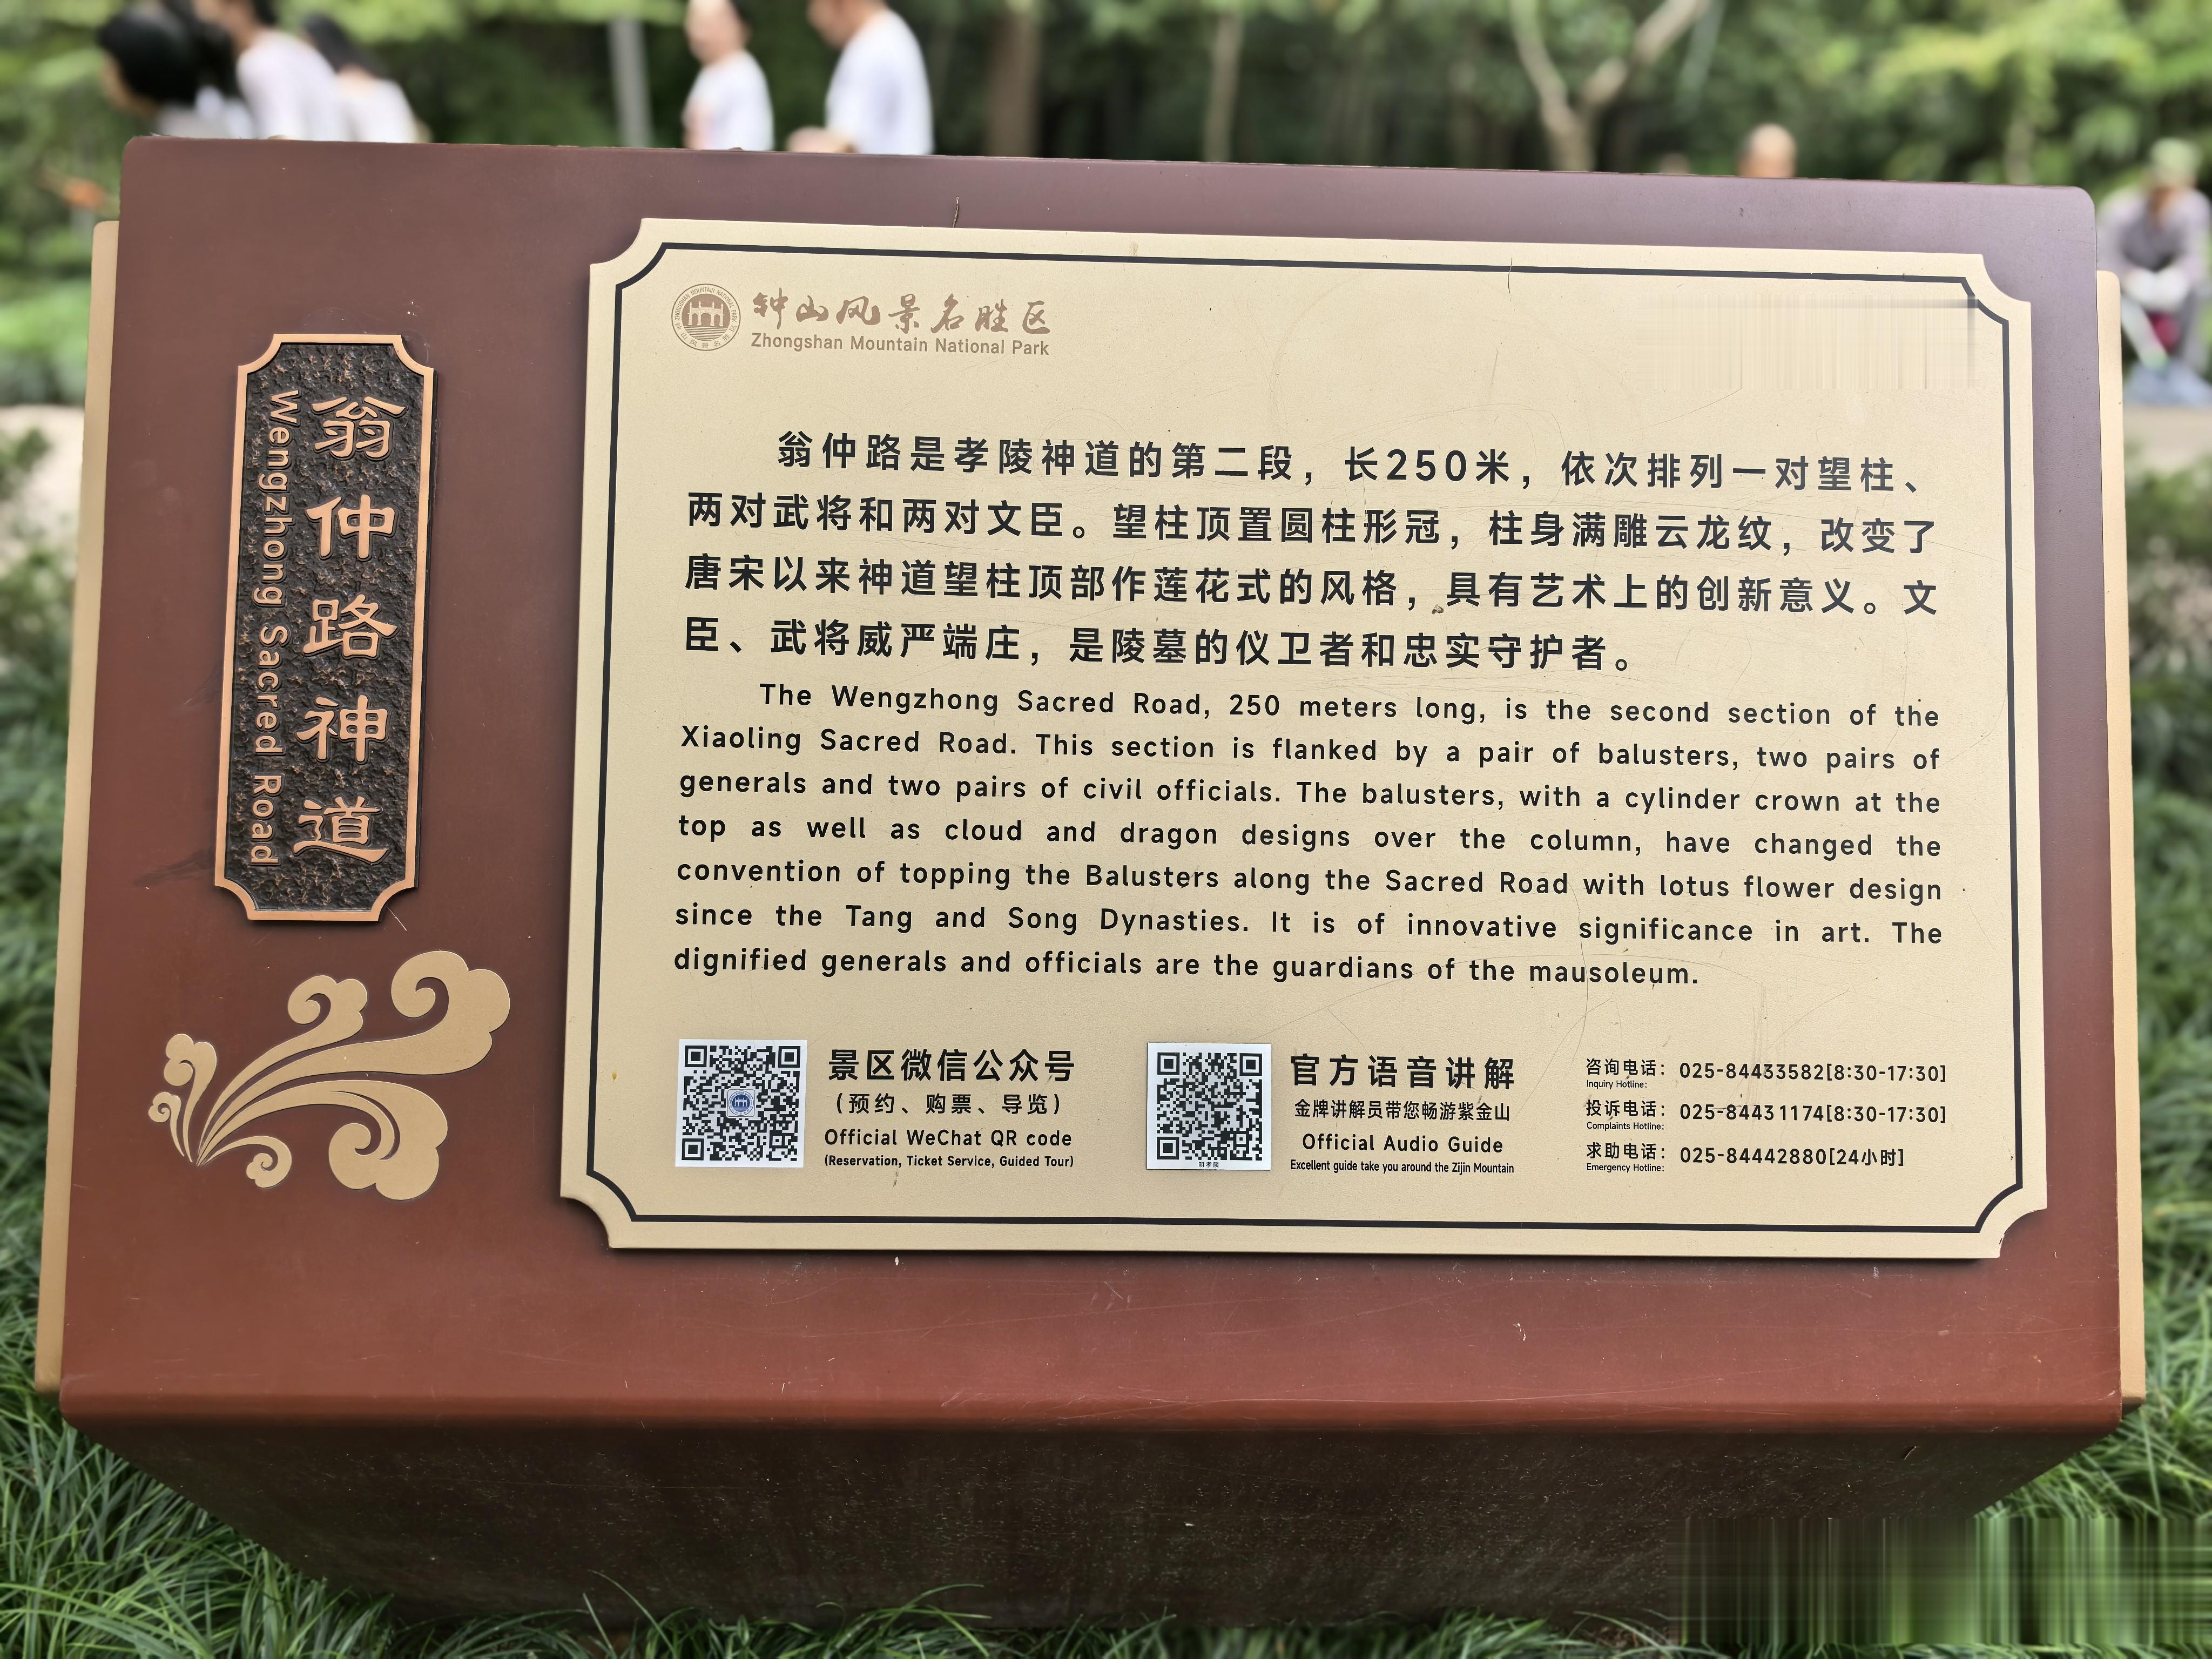 翁仲路神道
Wengzhong Sacred Road
钟山风景名胜区
Zhongshan Mountain National Park
翁仲路是孝陵神道的第二段，长250米，依次排列一对望柱、
两对武将和两对文臣。望柱顶置圆柱形冠，柱身满雕云龙纹，改变了
唐宋以来神道望柱顶部作莲花式的风格，具有艺术上的创新意义。文
臣、武将威严端庄，是陵墓的仪卫者和忠实守护者。
The Wengzhong Sacred Road, 250 meters long, is the second section of the
Xiaoling Sacred Road. This section is flanked by a pair of balusters, two pairs of
generals and two pairs of civil officials. The balusters, with a cylinder crown at the
top as well as cloud and dragon designs over the column, have changed the
convention of topping the Balusters along the Sacred Road with lotus flower design
since the Tang and Song Dynasties. It is of innovative significance in art. The
dignified generals and officials are the guardians of the mausoleum.
景区微信公众号
（预约、购票、导览）
Official WeChat QR code
(Reservation, Ticket Service, Guided Tour)
明孝陵
官方语音讲解
金牌讲解员带您畅游紫金山
Official Audio Guide
Excellent guide take you around the Zijin Mountain
咨询电话：025-84433582[8:30-17:30]
Inquiry Hotline:
投诉电话：025-84431174[8:30-17:30]
Complaints Hotline:
求助电话：025-84442880[24小时]
Emergency Hotline: